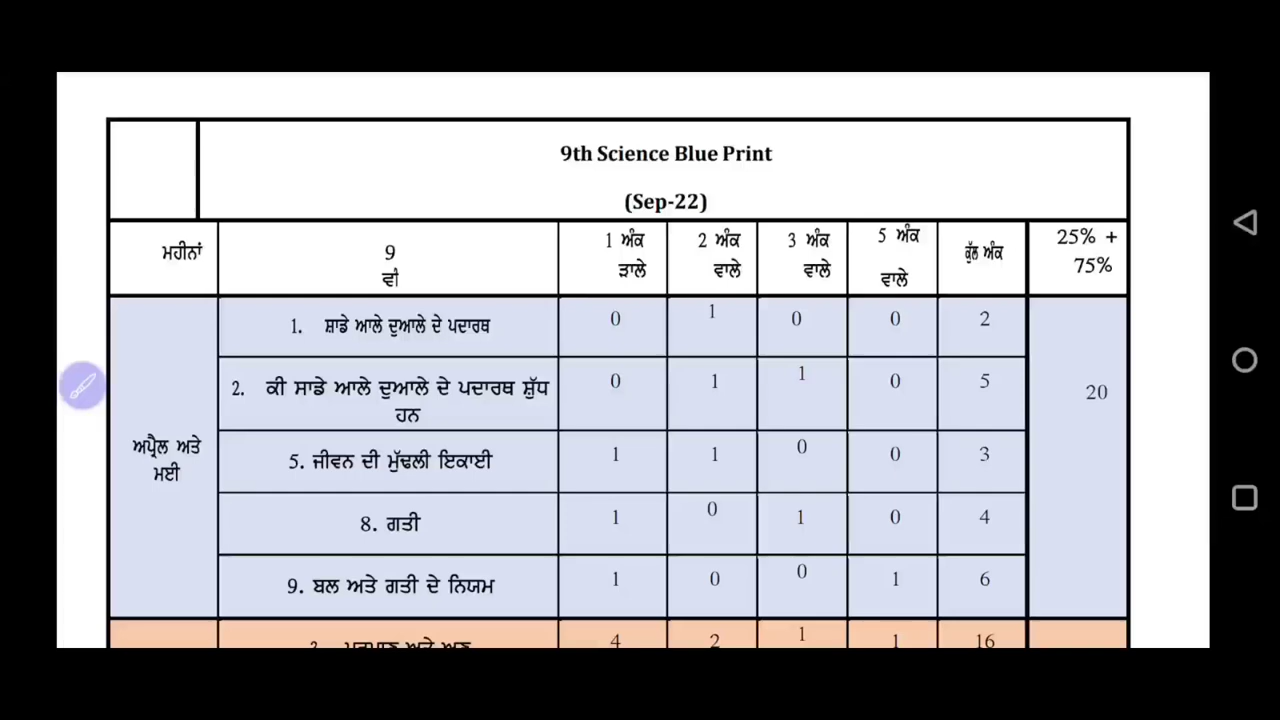 9th Science Blue Print
(Sep-22)
ਮਹੀਨਾਂ 9 ਵੀਂ 1 ਅੰਕ ੜਾਲੇ 2 ਅੰਕ ਵਾਲੇ 3 ਅੰਕ ਵਾਲੇ 5 ਅੰਕ ਵਾਲੇ ਕੁੱਲ ਅੰਕ 25% + 75%
ਅਪ੍ਰੈਲ ਅਤੇ ਮਈ
1. ਸ਼ਾਡੇ ਆਲੇ ਦੁਆਲੇ ਦੇ ਪਦਾਰਥ 0 1 0 0 2
2. ਕੀ ਸਾਡੇ ਆਲੇ ਦੁਆਲੇ ਦੇ ਪਦਾਰਥ ਸ਼ੁੱਧ ਹਨ 0 1 1 0 5
20
5. ਜੀਵਨ ਦੀ ਮੁੱਢਲੀ ਇਕਾਈ 1 1 0 0 3
8. ਗਤੀ 1 0 1 0 4
9. ਬਲ ਅਤੇ ਗਤੀ ਦੇ ਨਿਯਮ 1 0 0 1 6
4 2 1 1 16